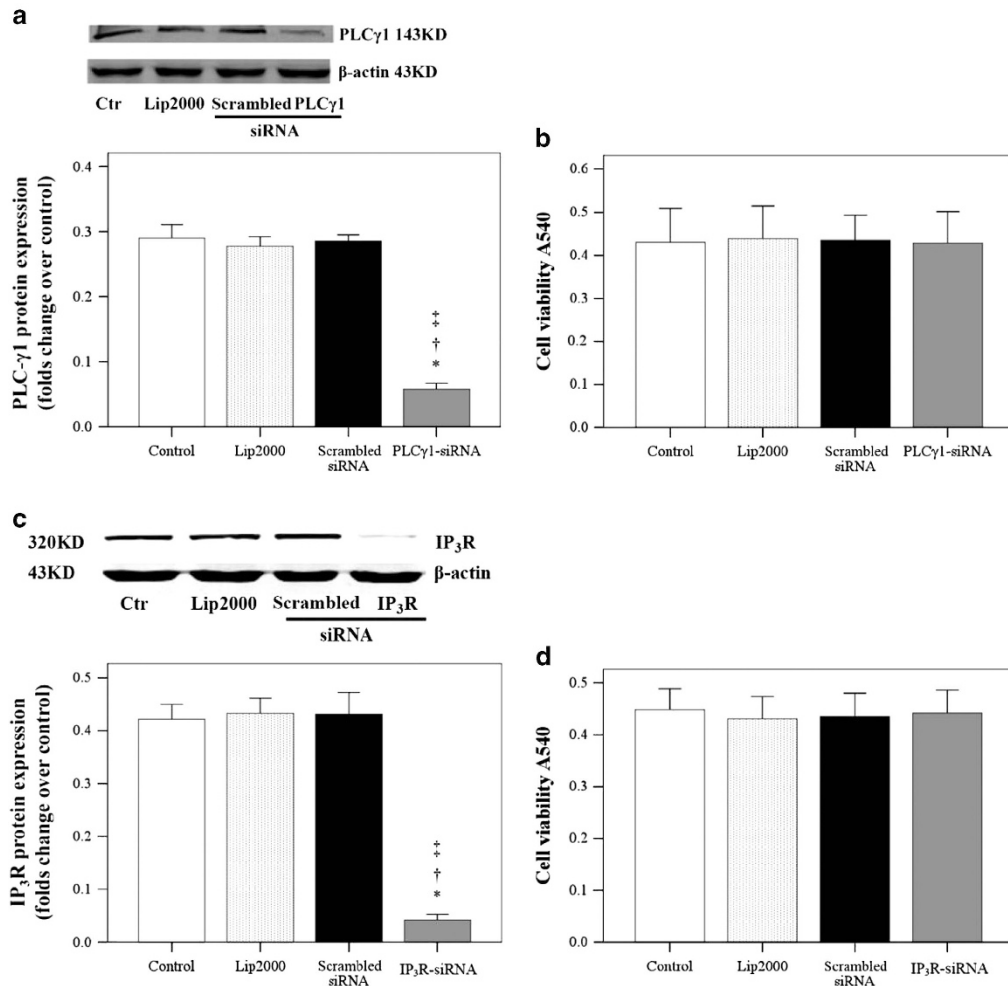 a
PLCγ1 143KD
β-actin 43KD
Ctr Lip2000 Scrambled PLCγ1
siRNA
PLC-γ1 protein expression
(folds change over control)
0.4
0.3
0.2
0.1
0.0
‡
†
*
Control Lip2000 Scrambled siRNA PLCγ1-siRNA
b
Cell viability A540
0.6
0.5
0.4
0.3
0.2
0.1
0.0
Control Lip2000 Scrambled siRNA PLCγ1-siRNA
c
320KD IP₃R
43KD β-actin
Ctr Lip2000 Scrambled IP₃R
siRNA
IP₃R protein expression
(folds change over control)
0.5
0.4
0.3
0.2
0.1
0.0
‡
†
*
Control Lip2000 Scrambled siRNA IP₃R-siRNA
d
Cell viability A540
0.5
0.4
0.3
0.2
0.1
0.0
Control Lip2000 Scrambled siRNA IP₃R-siRNA